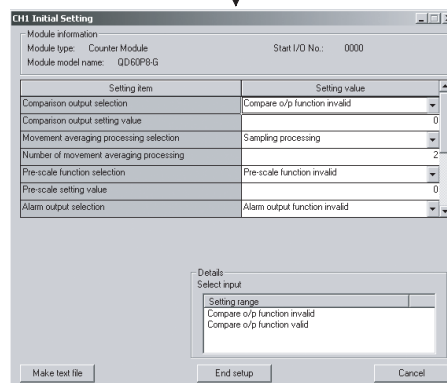 CH1 Initial Setting
Module information
Module type: Counter Module Start I/O No.: 0000
Module model name: QD60P8-G
Setting item Setting value
Comparison output selection Compare o/p function invalid
Comparison output setting value 0
Movement averaging processing selection Sampling processing
Number of movement averaging processing 2
Pre-scale function selection Pre-scale function invalid
Pre-scale setting value 0
Alarm output selection Alarm output function invalid
Details
Select input
Setting range
Compare o/p function invalid
Compare o/p function valid
Make text file End setup Cancel